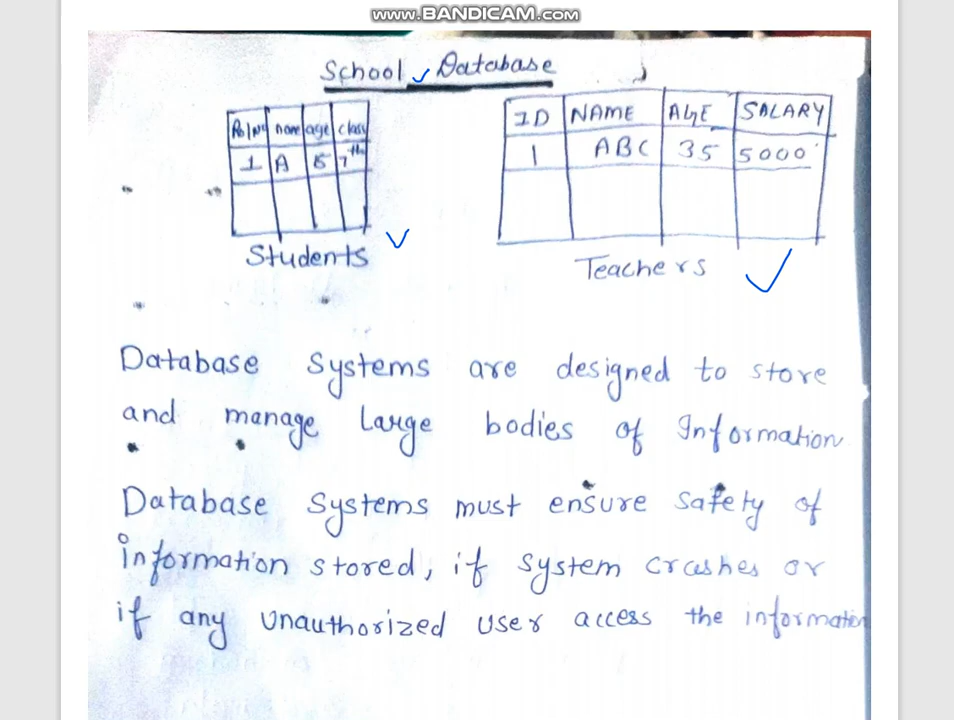 WWW.BANDICAM.COM
School Database
Rol no name age class
1 A 15 7th
Students
ID NAME AGE SALARY
1 ABC 35 5000
Teachers
Database systems are designed to store
and manage large bodies of Information
Database systems must ensure safety of
information stored, if system crashes or
if any unauthorized user access the information